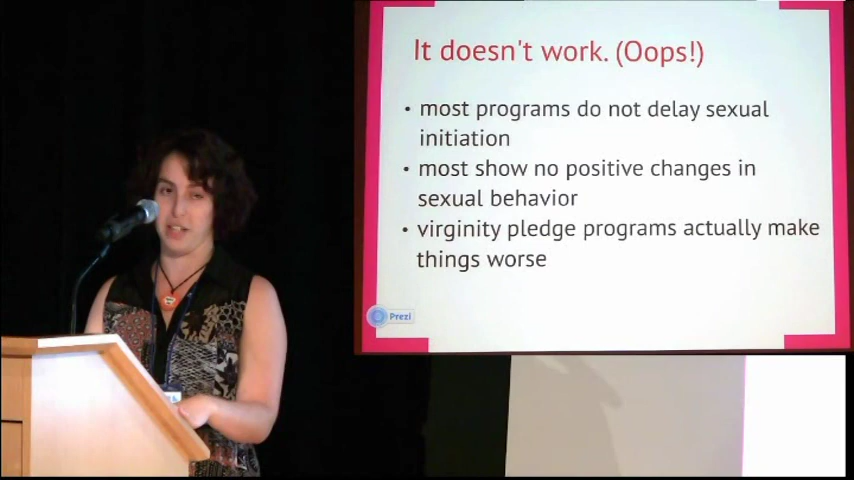 It doesn't work. (Oops!)
• most programs do not delay sexual
initiation
• most show no positive changes in
sexual behavior
• virginity pledge programs actually make
things worse
Prezi